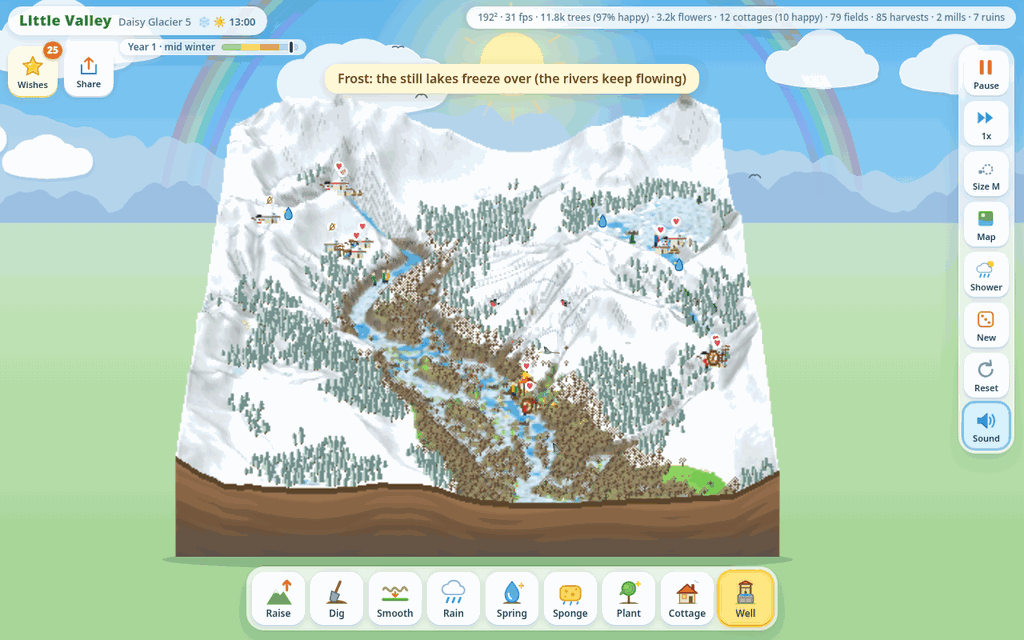 Little Valley Daisy Glacier 5 13:00
192² · 31 fps · 11.8k trees (97% happy) · 3.2k flowers · 12 cottages (10 happy) · 79 fields · 85 harvests · 2 mills · 7 ruins
Year 1 · mid winter
25
Wishes
Share
Frost: the still lakes freeze over (the rivers keep flowing)
Pause
1x
Size M
Map
Shower
New
Reset
Sound
Raise
Dig
Smooth
Rain
Spring
Sponge
Plant
Cottage
Well